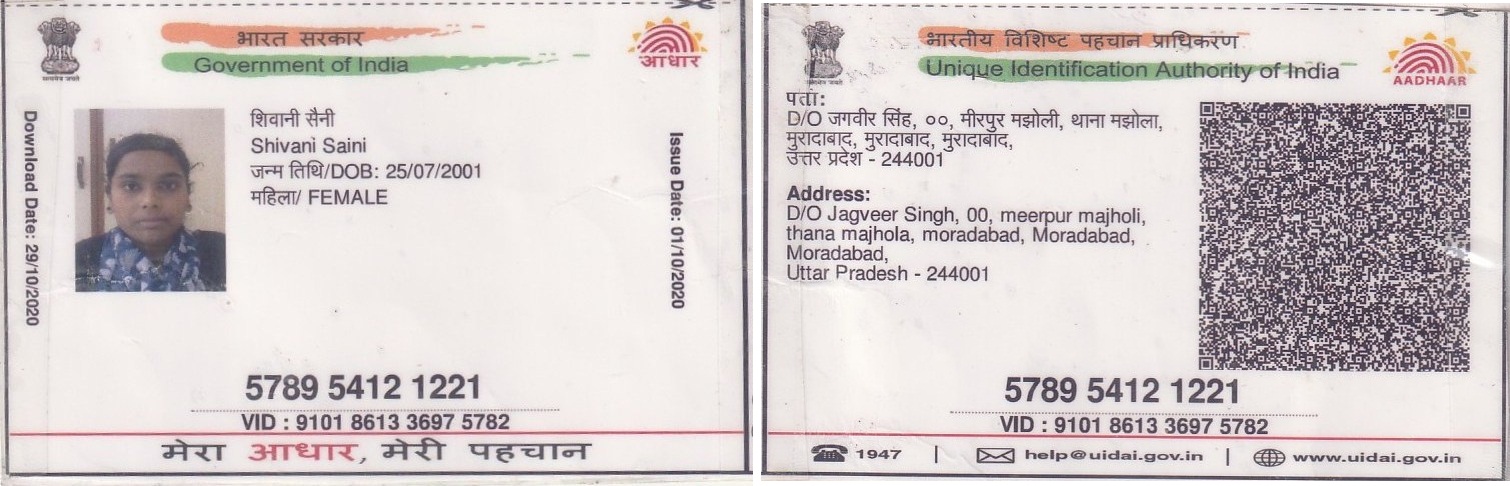 भारत सरकार
Government of India
आधार
Download Date: 29/10/2020
शिवानी सैनी
Shivani Saini
जन्म तिथि/DOB: 25/07/2001
महिला/ FEMALE
Issue Date: 01/10/2020
5789 5412 1221
VID : 9101 8613 3697 5782
मेरा आधार, मेरी पहचान
भारतीय विशिष्ट पहचान प्राधिकरण
Unique Identification Authority of India
AADHAAR
पता:
D/O जगवीर सिंह, ००, मीरपुर मझोली, थाना मझोला,
मुरादाबाद, मुरादाबाद, मुरादाबाद,
उत्तर प्रदेश - 244001
Address:
D/O Jagveer Singh, 00, meerpur majholi,
thana majhola, moradabad, Moradabad,
Moradabad,
Uttar Pradesh - 244001
5789 5412 1221
VID : 9101 8613 3697 5782
1947 | help@uidai.gov.in | www.uidai.gov.in